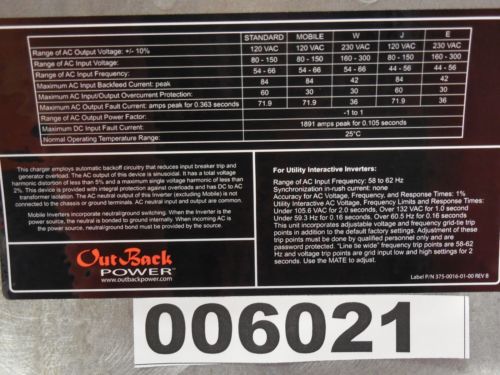 STANDARD MOBILE W J E
Range of AC Output Voltage: +/- 10% 120 VAC 120 VAC 230 VAC 120 VAC 230 VAC
Range of AC Input Voltage: 80 - 150 80 - 150 160 - 300 80 - 150 160 - 300
Range of AC Input Frequency: 54 - 66 54 - 66 54 - 66 44 - 56 44 - 56
Maximum AC Input Backfeed Current: peak 84 84 42 84 42
Maximum AC Input/Output Overcurrent Protection: 60 60 30 60 30
Maximum AC Output Fault Current: amps peak for 0.363 seconds 71.9 71.9 36 71.9 36
Range of AC Output Power Factor: -1 to 1
Maximum DC Input Fault Current: 1891 amps peak for 0.105 seconds
Normal Operating Temperature Range: 25°C
This charger employs automatic backoff circuitry that reduces input breaker trip and
generator overload. The AC output of this device is sinusoidal. It has a total voltage
harmonic distortion of less than 5% and a maximum single voltage harmonic of less than
2%. This device is provided with integral protection against overloads and has DC to AC
transformer isolation. The AC neutral output of this Inverter (excluding Mobile) is not
connected to the chassis or ground terminals. AC neutral input and output are common.
Mobile Inverters incorporate neutral/ground switching. When the Inverter is the
power source, the neutral is bonded to ground internally. When incoming AC is
the power source, neutral/ground bond must be provided by the source.
OutBack
POWER™
www.outbackpower.com
For Utility Interactive Inverters:
Range of AC Input Frequency: 58 to 62 Hz
Synchronization in-rush current: none
Accuracy for AC Voltage, Frequency, and Response Times: 1%
Utility Interactive AC Voltage, Frequency Limits and Response Times:
Under 105.6 VAC for 2.0 seconds, Over 132 VAC for 1.0 second
Under 59.3 Hz for 0.16 seconds, Over 60.5 Hz for 0.16 seconds
This unit incorporates adjustable voltage and frequency grid-tie trip
points in addition to the default factory settings. Adjustment of these
trip points must be done by qualified personnel only and are
password protected. "Line tie wide" frequency trip points are 58-62
Hz and voltage trip points are grid input low and high settings for 2
seconds. Use the MATE to adjust.
Label P/N 375-0016-01-00 REV B
006021